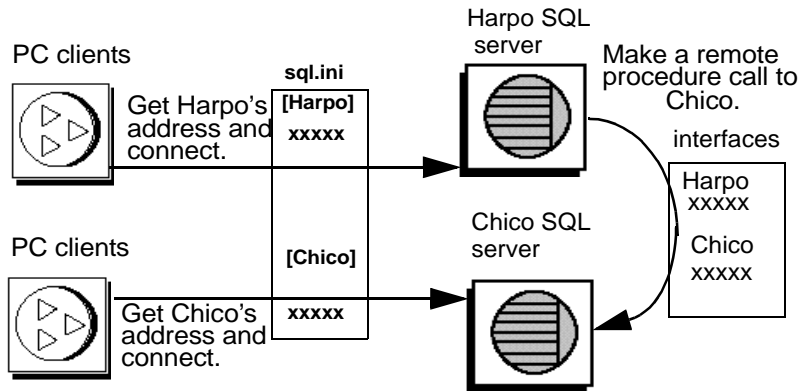 PC clients
Get Harpo's
address and
connect.
sql.ini
[Harpo]
xxxxx
Harpo SQL
server
Make a remote
procedure call to
Chico.
interfaces
Harpo
xxxxx
Chico
xxxxx
PC clients
Get Chico's
address and
connect.
[Chico]
xxxxx
Chico SQL
server